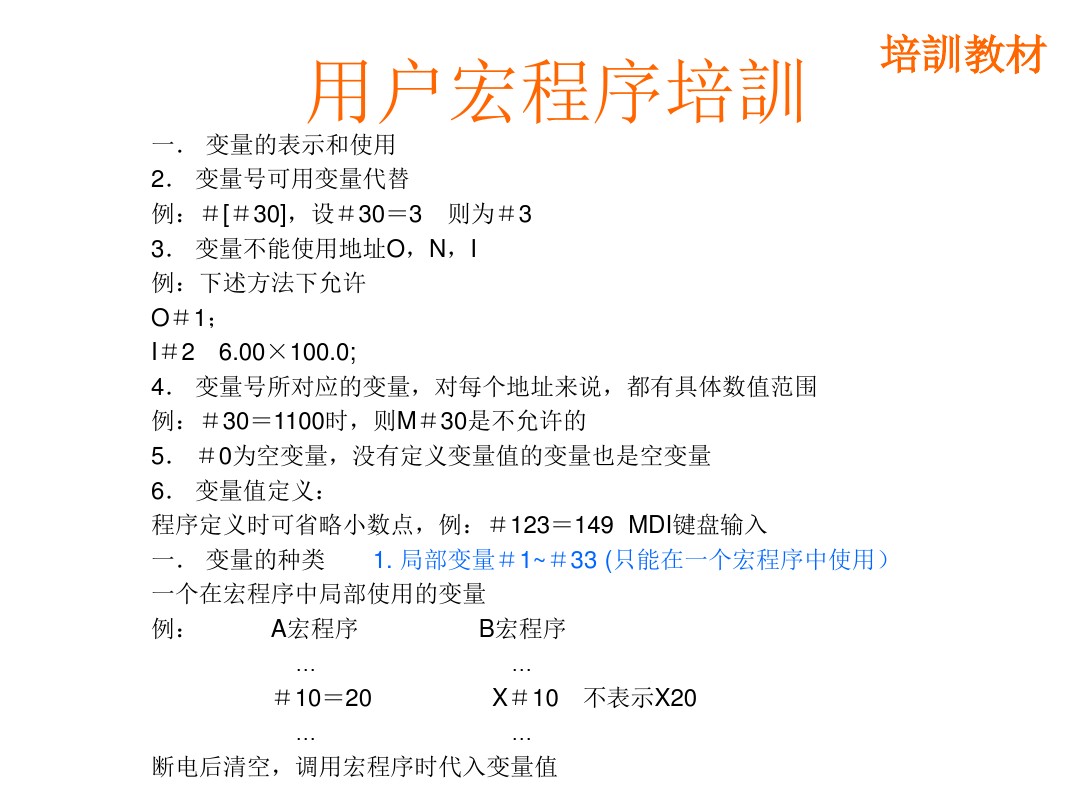 培訓教材
用户宏程序培訓
一． 变量的表示和使用
2． 变量号可用变量代替
例：＃[＃30]，设＃30＝3　则为＃3
3． 变量不能使用地址O，N，I
例：下述方法下允许
O＃1；
I＃2　6.00×100.0;
4． 变量号所对应的变量，对每个地址来说，都有具体数值范围
例：＃30＝1100时，则M＃30是不允许的
5． ＃0为空变量，没有定义变量值的变量也是空变量
6． 变量值定义：
程序定义时可省略小数点，例：＃123＝149 MDI键盘输入
一． 变量的种类　　1. 局部变量＃1~＃33 (只能在一个宏程序中使用）
一个在宏程序中局部使用的变量
例：　　　A宏程序　　　　　B宏程序
…　　　　　　　　…
＃10＝20　　　　　X＃10　不表示X20
…　　　　　　　　…
断电后清空，调用宏程序时代入变量值